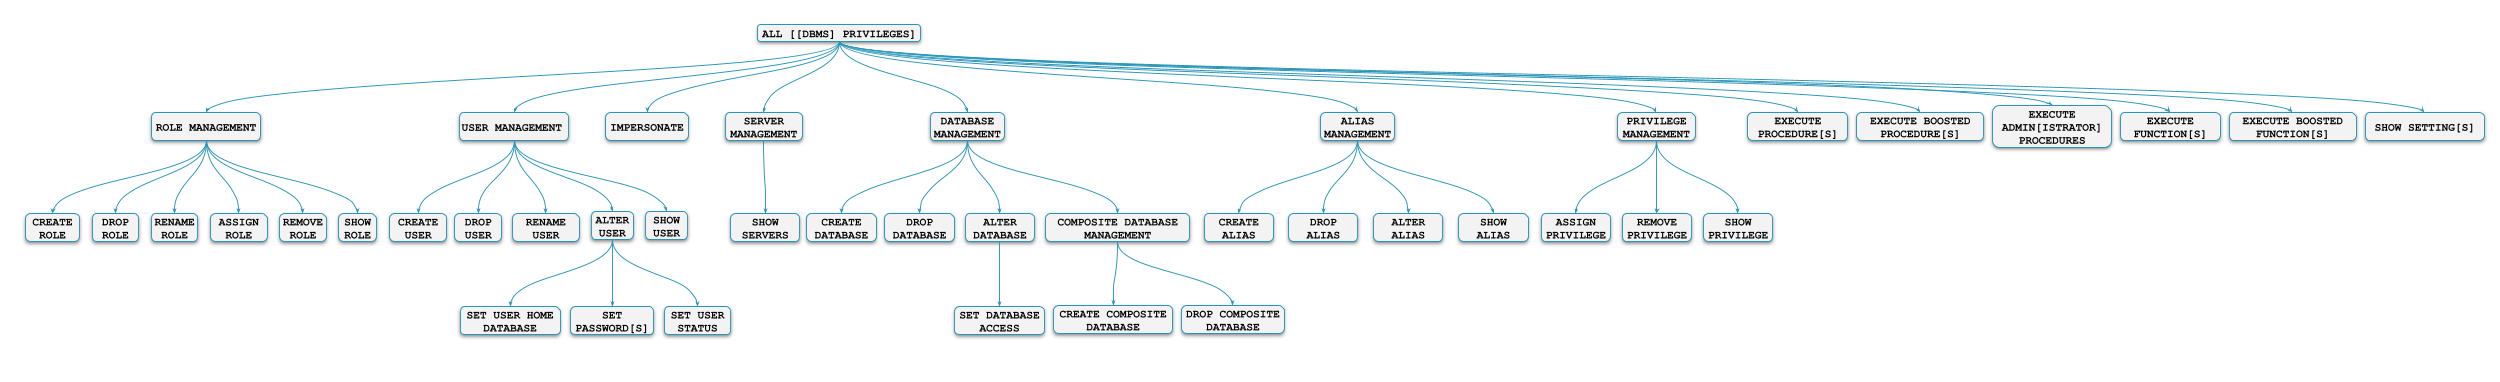 ALL [[DBMS] PRIVILEGES]
ROLE MANAGEMENT
USER MANAGEMENT
IMPERSONATE
SERVER
MANAGEMENT
DATABASE
MANAGEMENT
ALIAS
MANAGEMENT
PRIVILEGE
MANAGEMENT
EXECUTE
PROCEDURE[S]
EXECUTE BOOSTED
PROCEDURE[S]
EXECUTE
ADMIN[ISTRATOR]
PROCEDURES
EXECUTE
FUNCTION[S]
EXECUTE BOOSTED
FUNCTION[S]
SHOW SETTING[S]
CREATE
ROLE
DROP
ROLE
RENAME
ROLE
ASSIGN
ROLE
REMOVE
ROLE
SHOW
ROLE
CREATE
USER
DROP
USER
RENAME
USER
ALTER
USER
SHOW
USER
SHOW
SERVERS
CREATE
DATABASE
DROP
DATABASE
ALTER
DATABASE
COMPOSITE DATABASE
MANAGEMENT
CREATE
ALIAS
DROP
ALIAS
ALTER
ALIAS
SHOW
ALIAS
ASSIGN
PRIVILEGE
REMOVE
PRIVILEGE
SHOW
PRIVILEGE
SET USER HOME
DATABASE
SET
PASSWORD[S]
SET USER
STATUS
SET DATABASE
ACCESS
CREATE COMPOSITE
DATABASE
DROP COMPOSITE
DATABASE